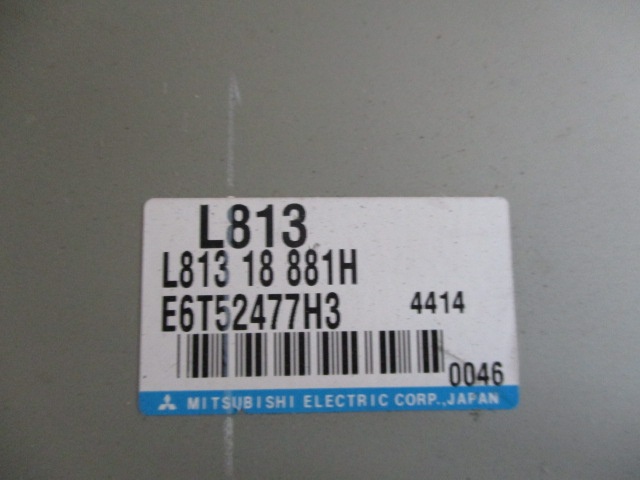 L813
L813 18 881H
E6T52477H3 4414
0046
MITSUBISHI ELECTRIC CORP.,JAPAN